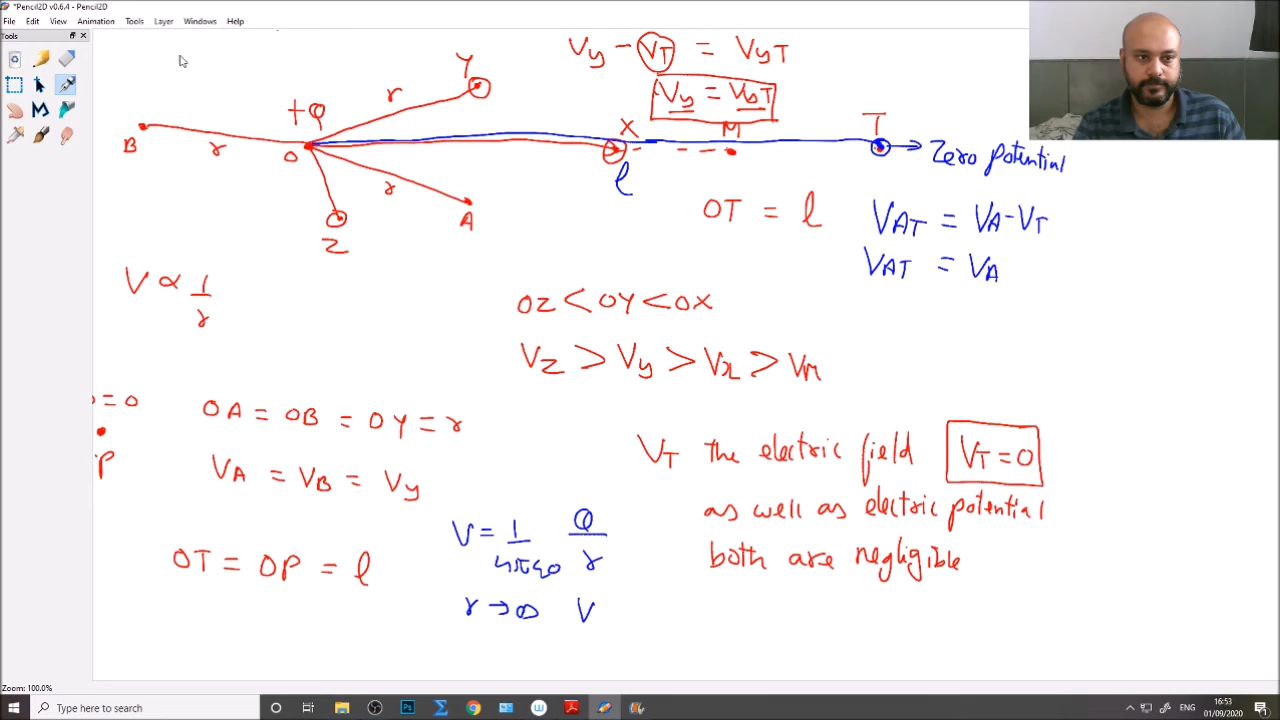 *Pencil2D v0.6.4 - Pencil2D
File Edit View Animation Tools Layer Windows Help
Tools
Vy - VT = VyT
Vy = VyT
Y
r
+Q
B
r
O
X
M
T
Zero potential
l
r
A
Z
OT = l
VAT = VA-VT
VAT = VA
V ∝ 1/r
OZ < OY < OX
VZ > Vy > Vx > VM
=0
P
OA = OB = OY = r
VA = VB = Vy
VT the electric field VT = 0
as well as electric potential
both are negligible
V = 1/4πε0 Q/r
OT = OP = l
r → ∞ V
Zoom: 100.0%
Type here to search
ENG
16:53
01/09/2020